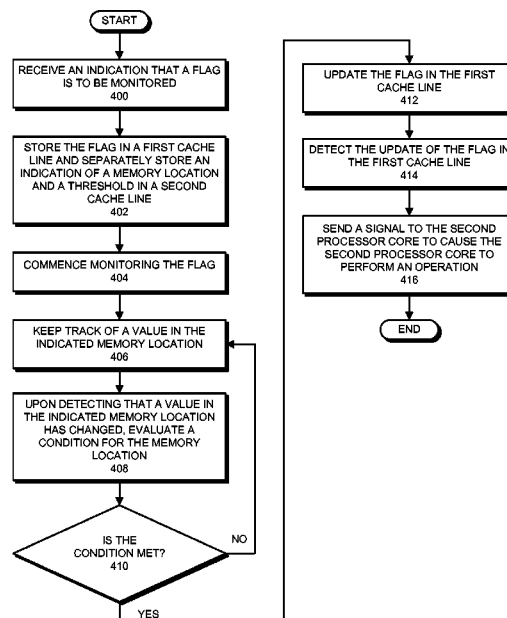 START
RECEIVE AN INDICATION THAT A FLAG
IS TO BE MONITORED
400
STORE THE FLAG IN A FIRST CACHE
LINE AND SEPARATELY STORE AN
INDICATION OF A MEMORY LOCATION
AND A THRESHOLD IN A SECOND
CACHE LINE
402
COMMENCE MONITORING THE FLAG
404
KEEP TRACK OF A VALUE IN THE
INDICATED MEMORY LOCATION
406
UPON DETECTING THAT A VALUE IN
THE INDICATED MEMORY LOCATION
HAS CHANGED, EVALUATE A
CONDITION FOR THE MEMORY
LOCATION
408
IS THE
CONDITION MET?
410
NO
YES
UPDATE THE FLAG IN THE FIRST
CACHE LINE
412
DETECT THE UPDATE OF THE FLAG IN
THE FIRST CACHE LINE
414
SEND A SIGNAL TO THE SECOND
PROCESSOR CORE TO CAUSE THE
SECOND PROCESSOR CORE TO
PERFORM AN OPERATION
416
END